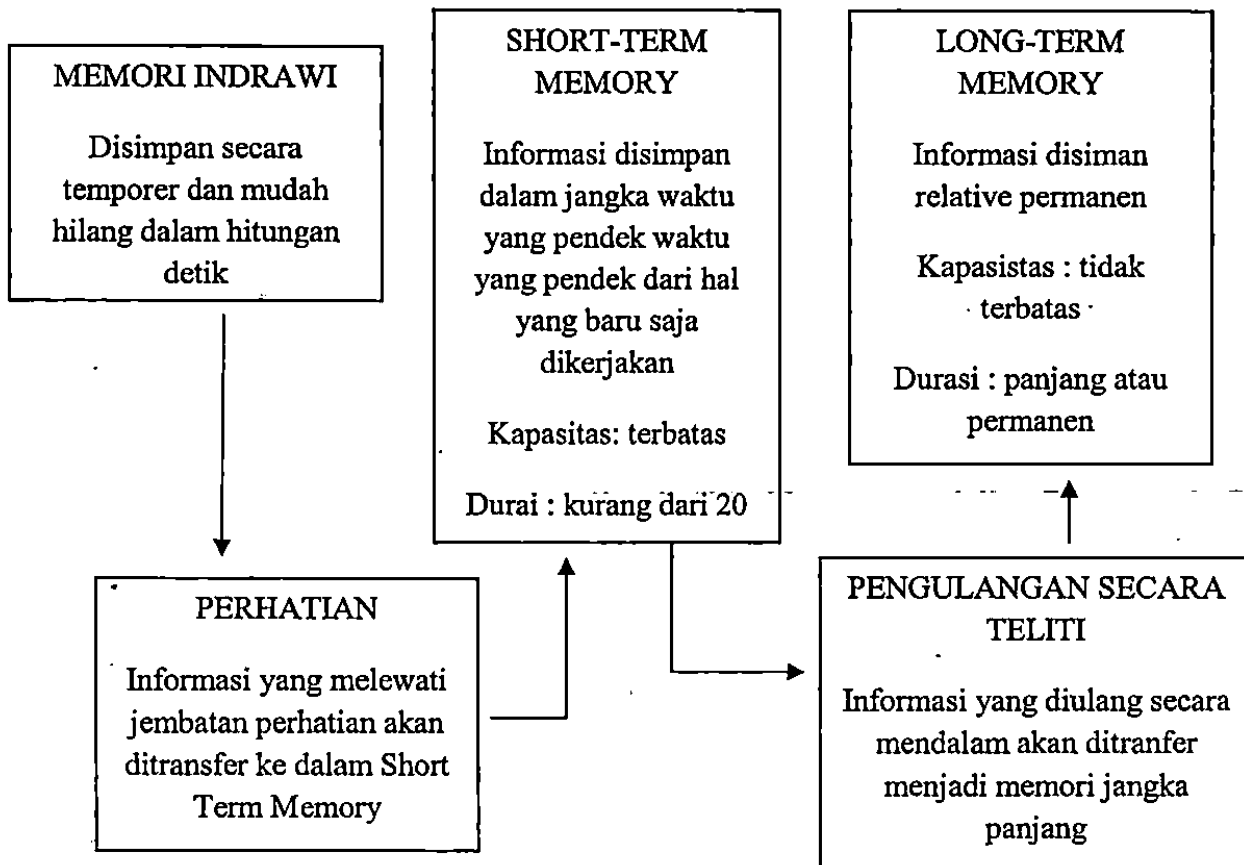 MEMORI INDRAWI
Disimpan secara
temporer dan mudah
hilang dalam hitungan
detik
PERHATIAN
Informasi yang melewati
jembatan perhatian akan
ditransfer ke dalam Short
Term Memory
SHORT-TERM
MEMORY
Informasi disimpan
dalam jangka waktu
yang pendek waktu
yang pendek dari hal
yang baru saja
dikerjakan
Kapasitas: terbatas
Durai : kurang dari 20
PENGULANGAN SECARA
TELITI
Informasi yang diulang secara
mendalam akan ditranfer
menjadi memori jangka
panjang
LONG-TERM
MEMORY
Informasi disiman
relative permanen
Kapasistas : tidak
terbatas
Durasi : panjang atau
permanen